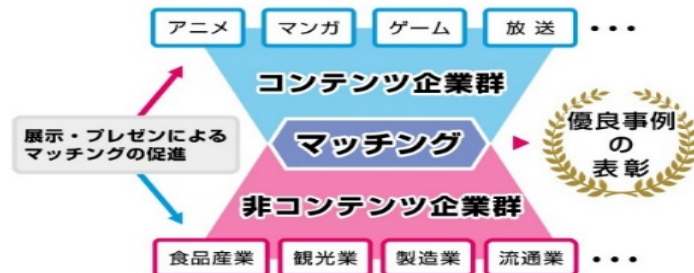 アニメ マンガ ゲーム 放送 •••
コンテンツ企業群
展示・プレゼンによる
マッチングの促進
マッチング
優良事例
の
表彰
非コンテンツ企業群
食品産業 観光業 製造業 流通業 •••